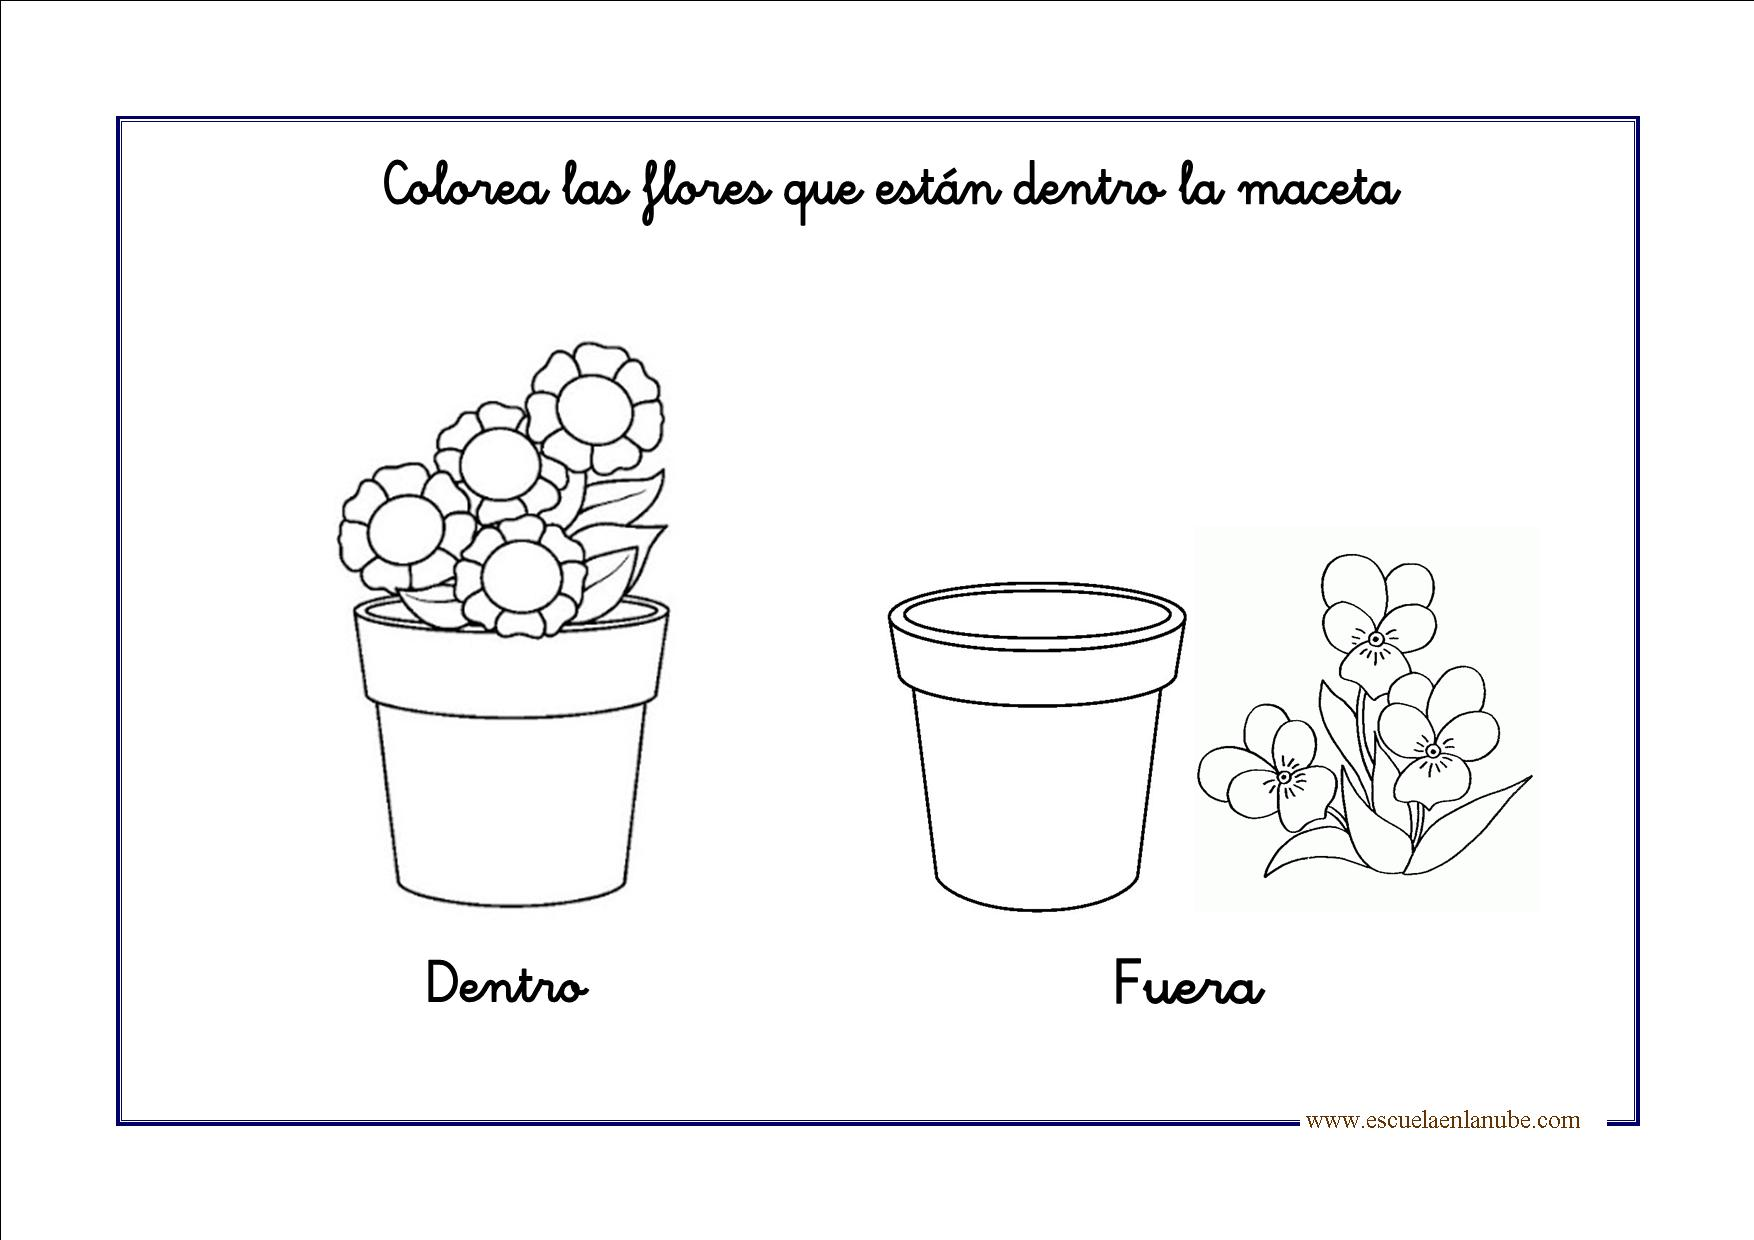 Colorea las flores que están dentro la maceta
Dentro
Fuera
www.escuelaenlanube.com